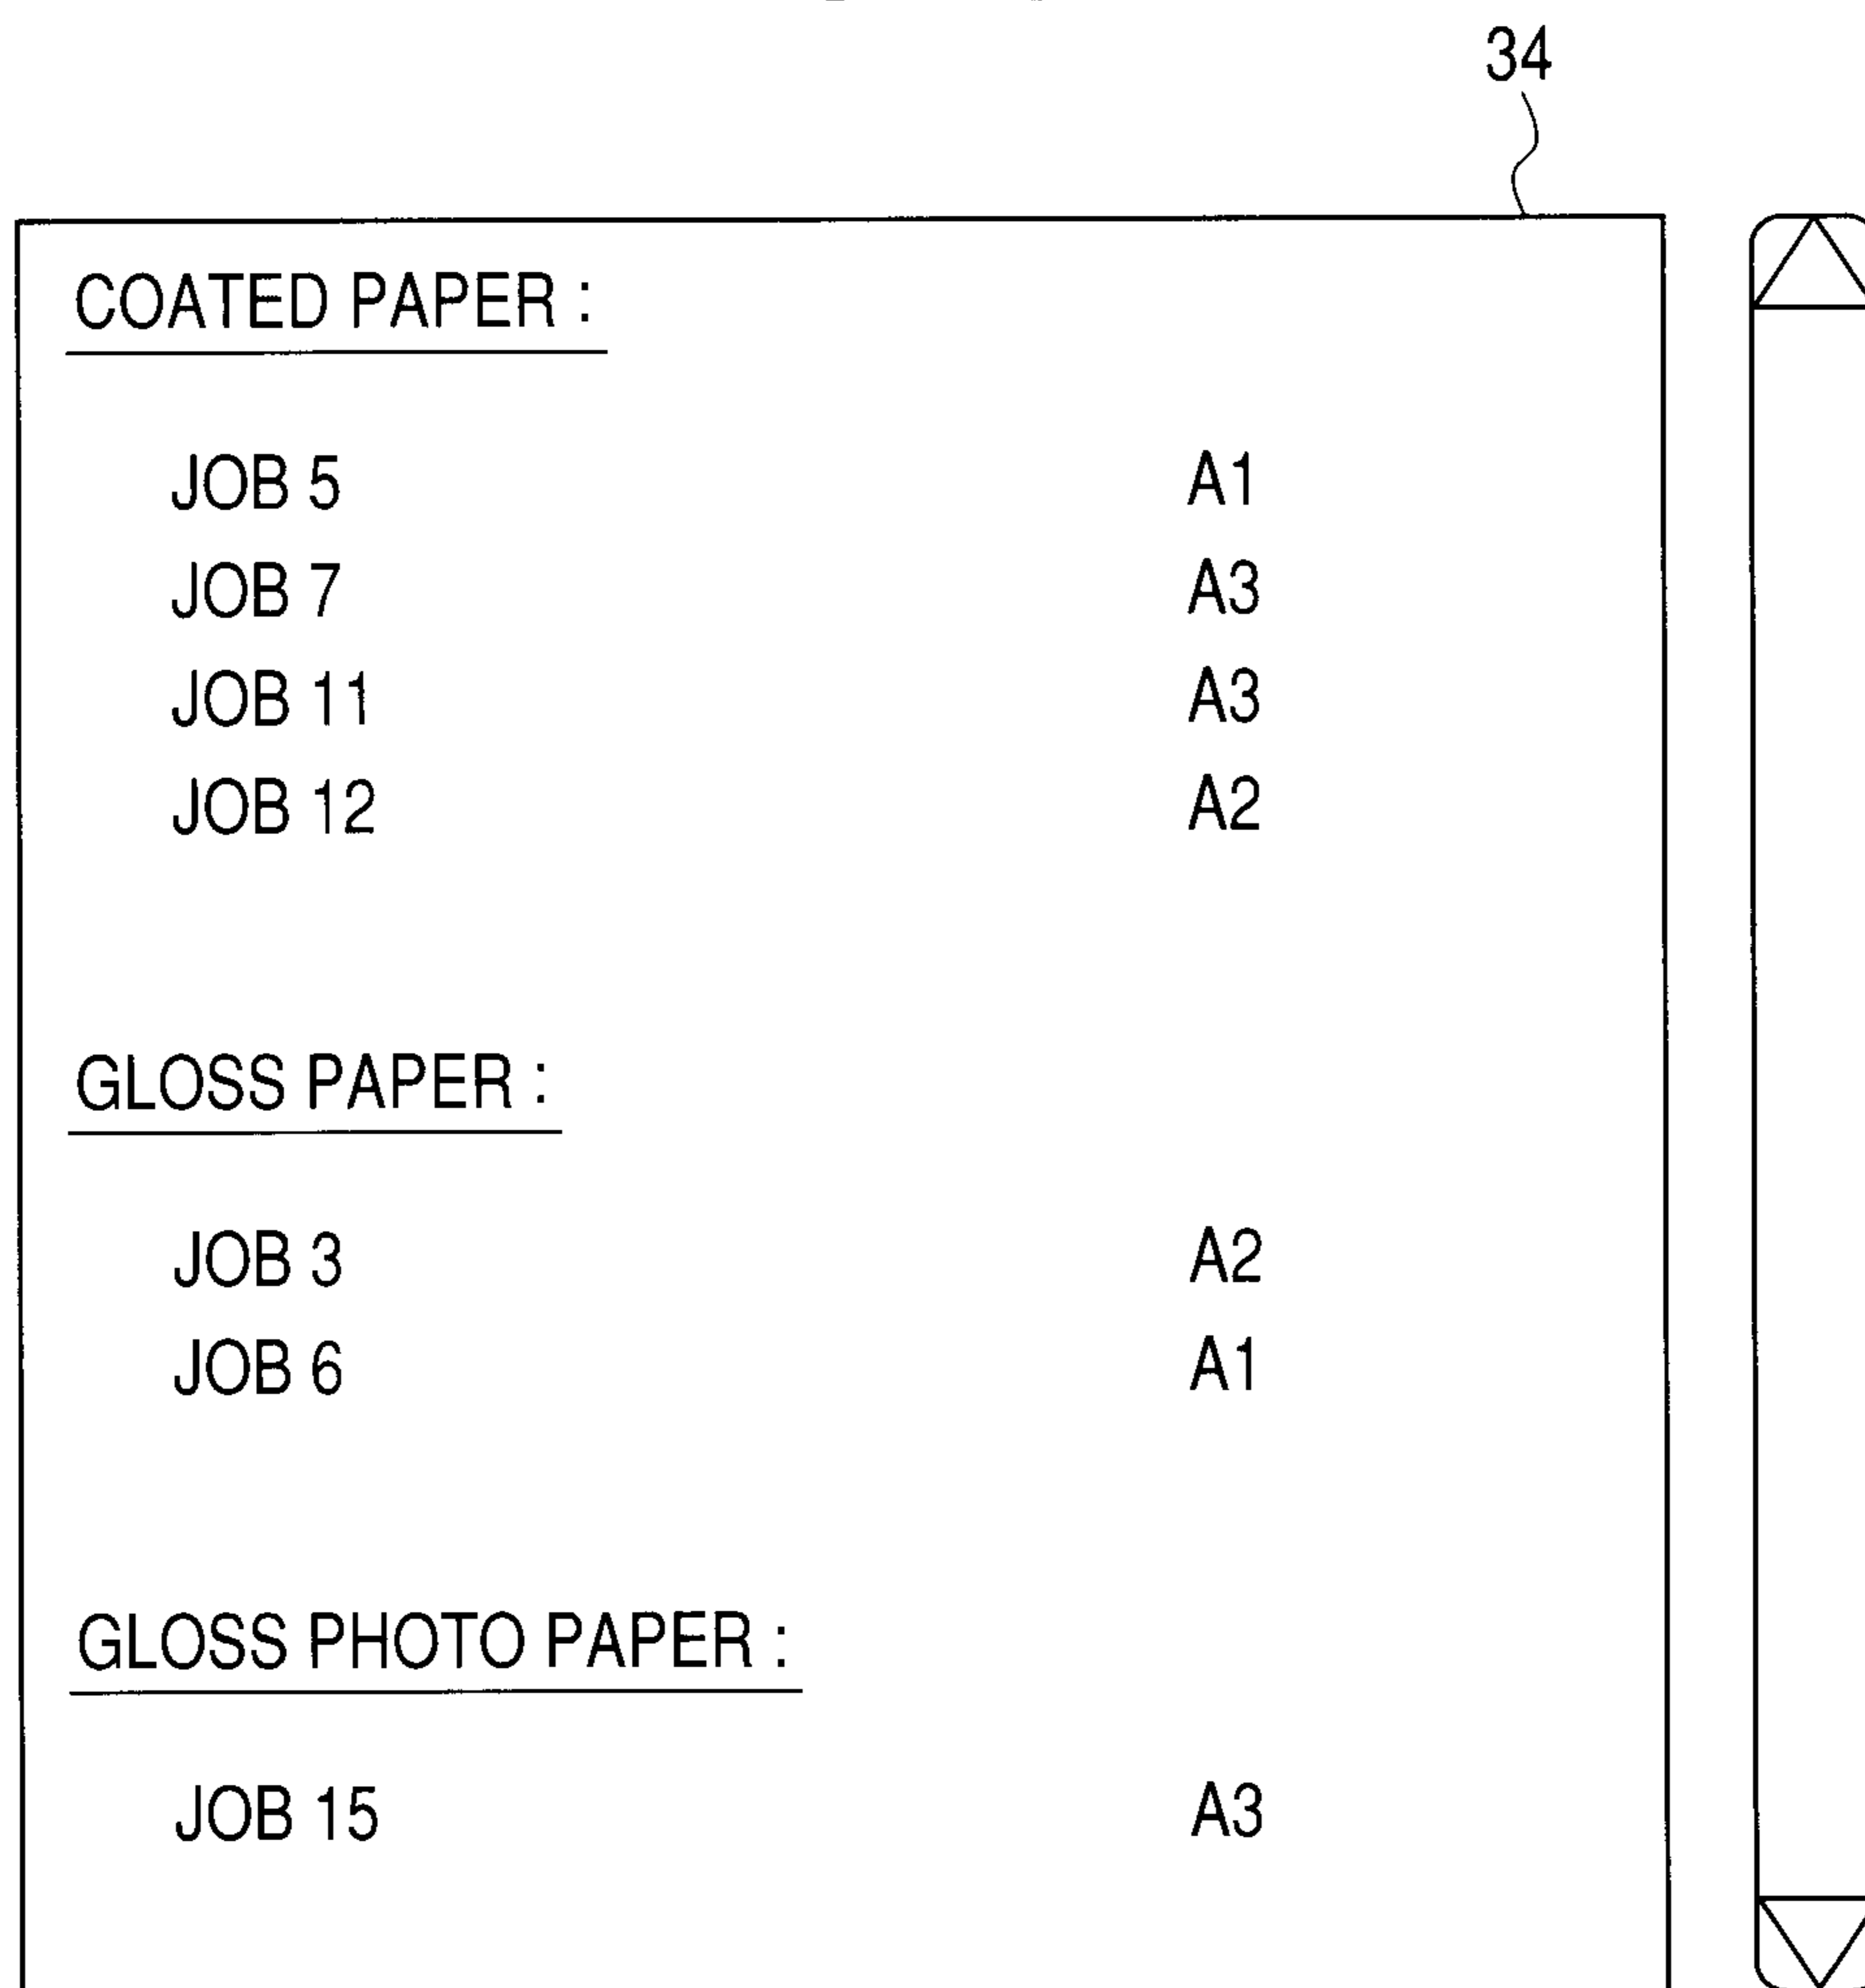 34
COATED PAPER :
JOB 5 A1
JOB 7 A3
JOB 11 A3
JOB 12 A2
GLOSS PAPER :
JOB 3 A2
JOB 6 A1
GLOSS PHOTO PAPER :
JOB 15 A3